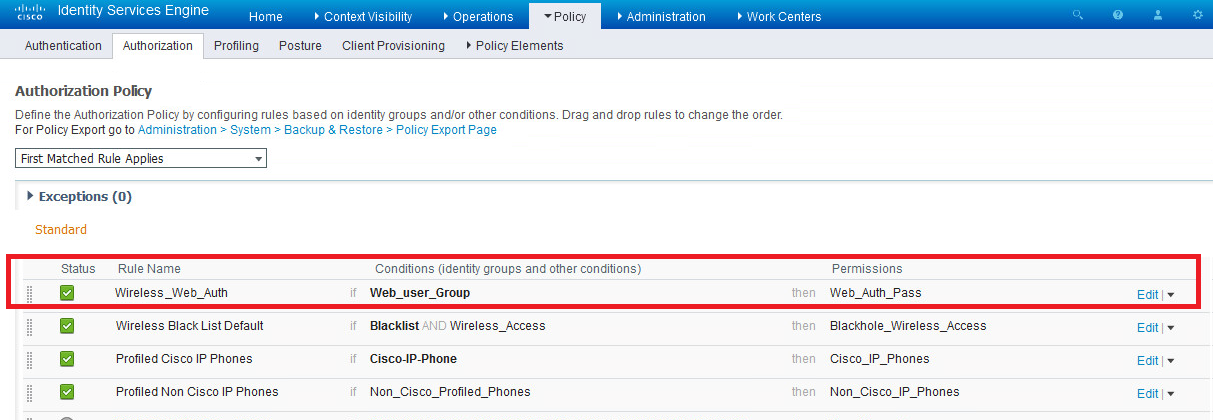 CISCO Identity Services Engine Home Context Visibility Operations Policy Administration Work Centers
Authentication Authorization Profiling Posture Client Provisioning Policy Elements
Authorization Policy
Define the Authorization Policy by configuring rules based on identity groups and/or other conditions. Drag and drop rules to change the order.
For Policy Export go to Administration > System > Backup & Restore > Policy Export Page
First Matched Rule Applies
Exceptions (0)
Standard
Status Rule Name Conditions (identity groups and other conditions) Permissions
Wireless_Web_Auth if Web_user_Group then Web_Auth_Pass Edit |
Wireless Black List Default if Blacklist AND Wireless_Access then Blackhole_Wireless_Access Edit |
Profiled Cisco IP Phones if Cisco-IP-Phone then Cisco_IP_Phones Edit |
Profiled Non Cisco IP Phones if Non_Cisco_Profiled_Phones then Non_Cisco_IP_Phones Edit |